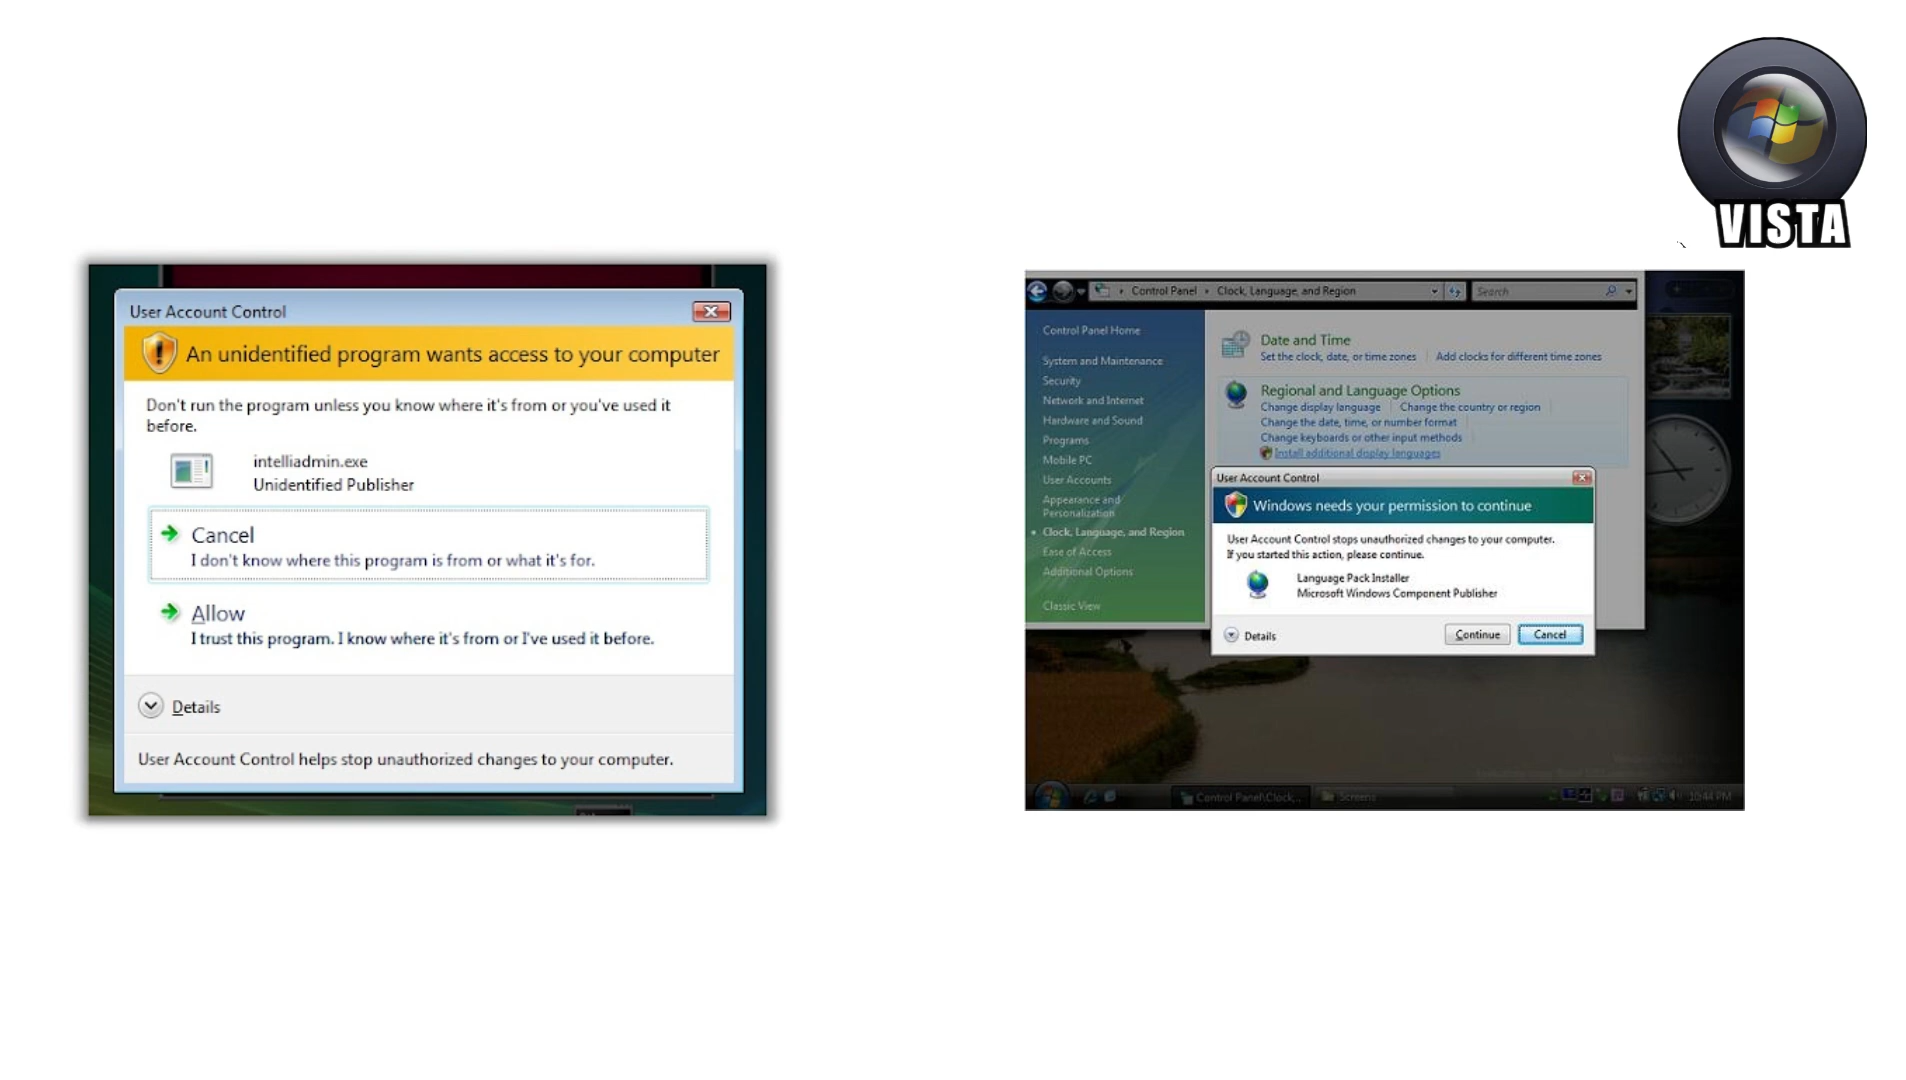 VISTA
User Account Control
An unidentified program wants access to your computer
Don't run the program unless you know where it's from or you've used it
before.
intelliadmin.exe
Unidentified Publisher
Cancel
I don't know where this program is from or what it's for.
Allow
I trust this program. I know where it's from or I've used it before.
Details
User Account Control helps stop unauthorized changes to your computer.
Control Panel Clock, Language, and Region Search
Control Panel Home
System and Maintenance
Security
Network and Internet
Hardware and Sound
Programs
Mobile PC
User Accounts
Appearance and
Personalization
Clock, Language, and Region
Ease of Access
Additional Options
Classic View
Date and Time
Set the clock, date, or time zones Add clocks for different time zones
Regional and Language Options
Change display language Change the country or region
Change the date, time, or number format
Change keyboards or other input methods
Install additional display languages
User Account Control
Windows needs your permission to continue
User Account Control stops unauthorized changes to your computer.
If you started this action, please continue.
Language Pack Installer
Microsoft Windows Component Publisher
Details Continue Cancel
Control Panel\Clock,... Screens 10:44 PM